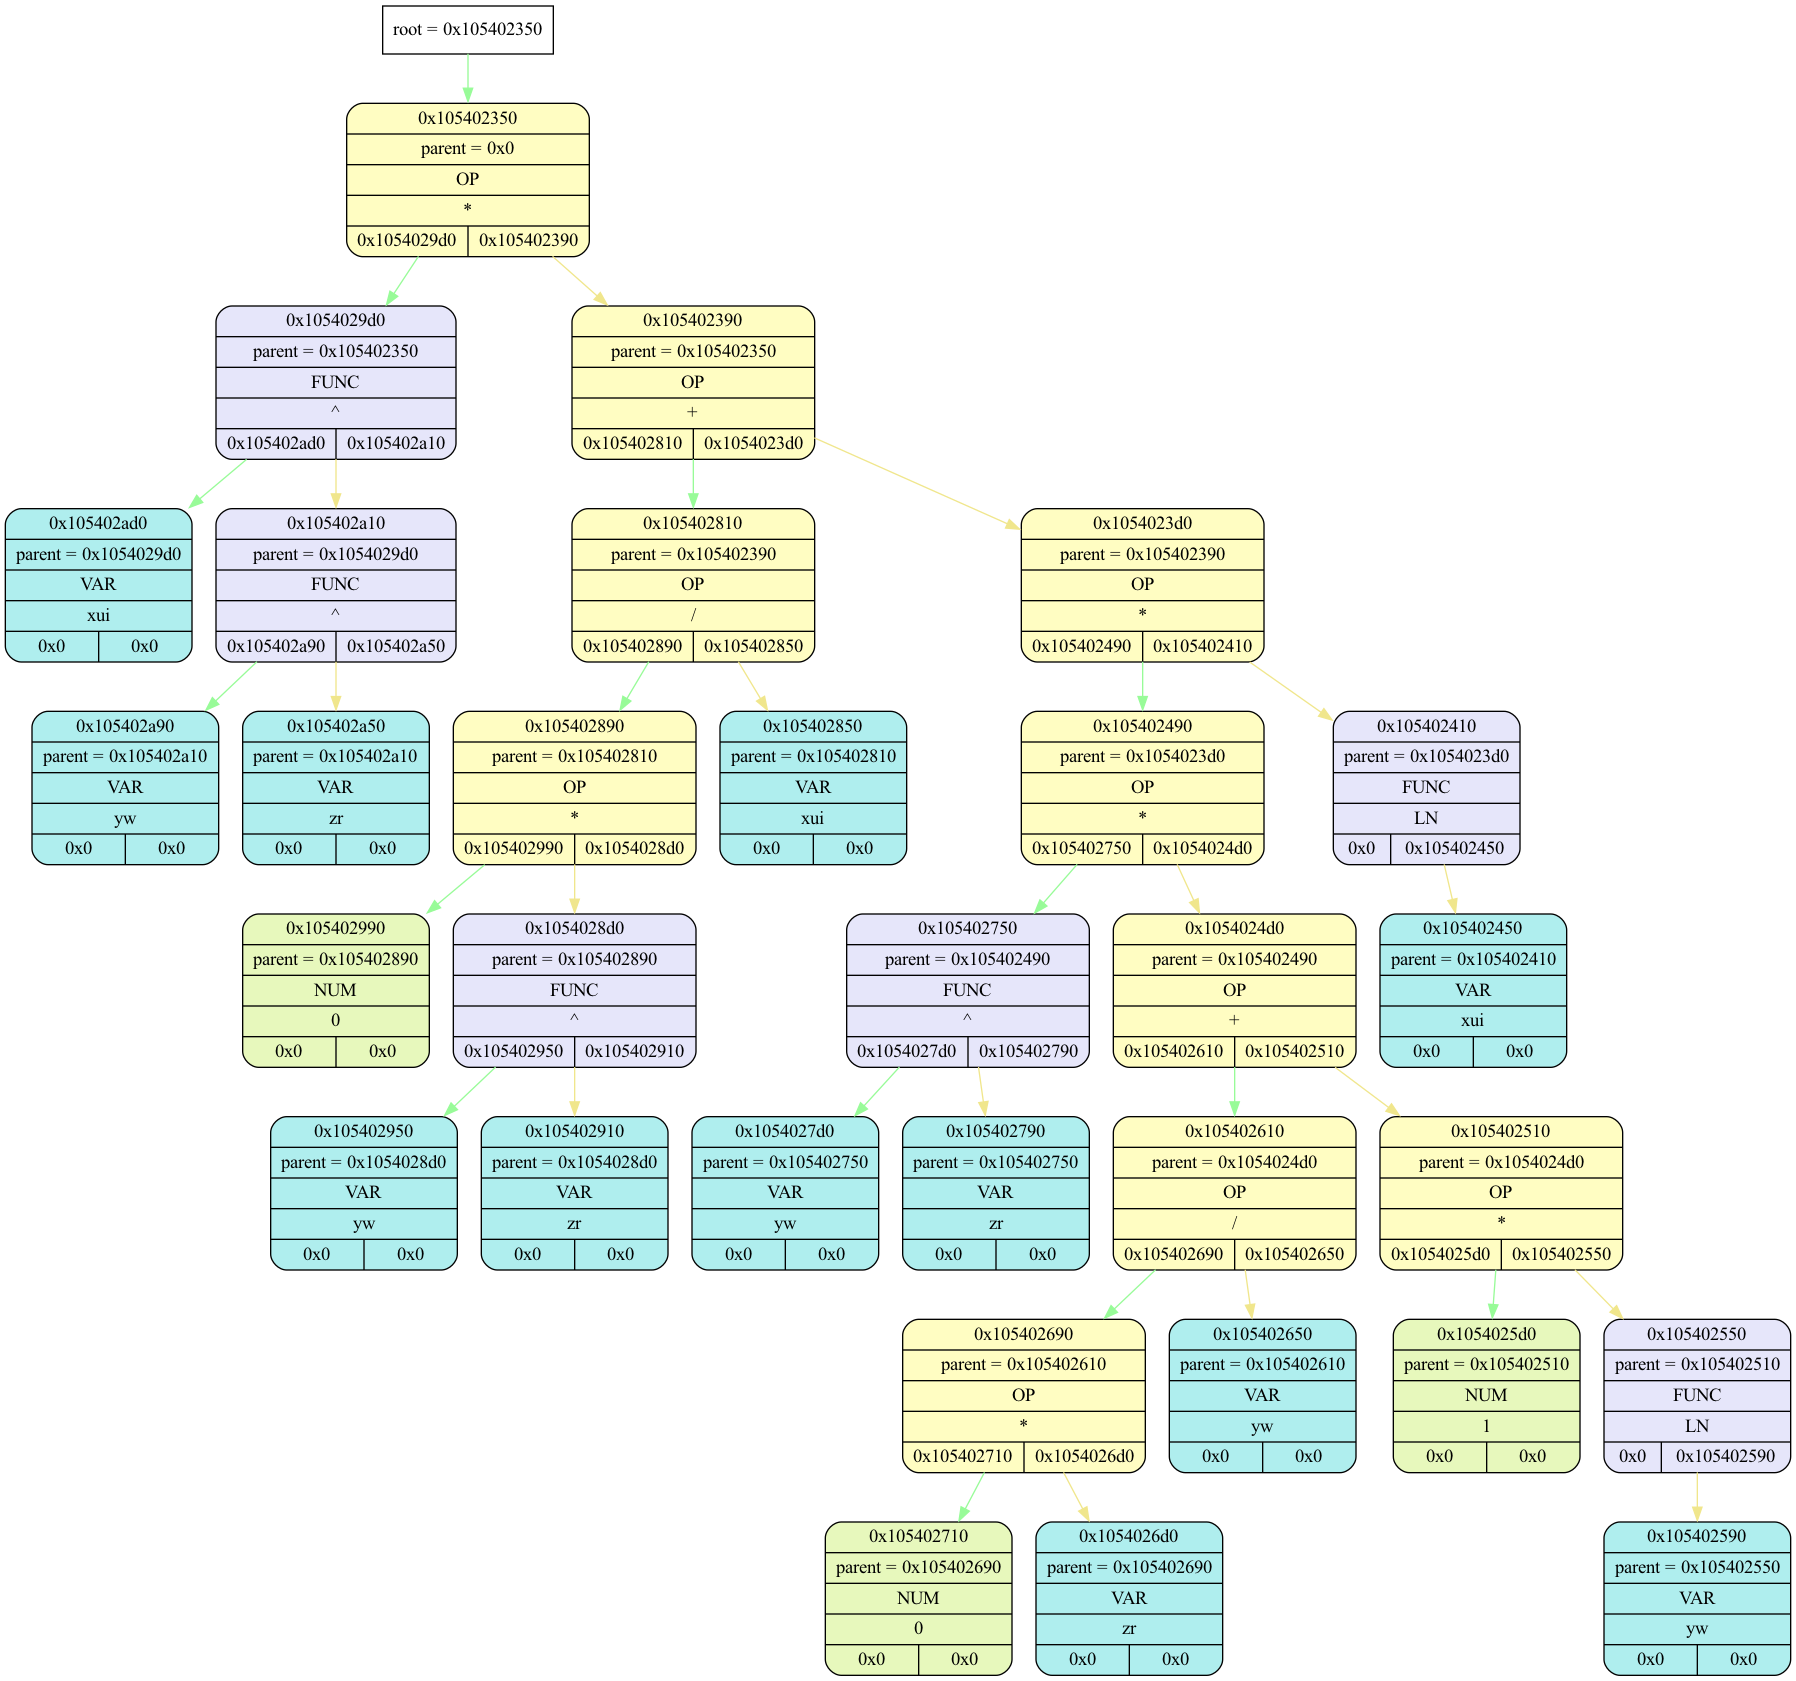 root = 0x105402350
0x105402350
parent = 0x0
OP
*
0x1054029d0 0x105402390
0x1054029d0
parent = 0x105402350
FUNC
^
0x105402ad0 0x105402a10
0x105402390
parent = 0x105402350
OP
+
0x105402810 0x1054023d0
0x105402ad0
parent = 0x1054029d0
VAR
xui
0x0 0x0
0x105402a10
parent = 0x1054029d0
FUNC
^
0x105402a90 0x105402a50
0x105402810
parent = 0x105402390
OP
/
0x105402890 0x105402850
0x1054023d0
parent = 0x105402390
OP
*
0x105402490 0x105402410
0x105402a90
parent = 0x105402a10
VAR
yw
0x0 0x0
0x105402a50
parent = 0x105402a10
VAR
zr
0x0 0x0
0x105402890
parent = 0x105402810
OP
*
0x105402990 0x1054028d0
0x105402850
parent = 0x105402810
VAR
xui
0x0 0x0
0x105402490
parent = 0x1054023d0
OP
*
0x105402750 0x1054024d0
0x105402410
parent = 0x1054023d0
FUNC
LN
0x0 0x105402450
0x105402990
parent = 0x105402890
NUM
0
0x0 0x0
0x1054028d0
parent = 0x105402890
FUNC
^
0x105402950 0x105402910
0x105402750
parent = 0x105402490
FUNC
^
0x1054027d0 0x105402790
0x1054024d0
parent = 0x105402490
OP
+
0x105402610 0x105402510
0x105402450
parent = 0x105402410
VAR
xui
0x0 0x0
0x105402950
parent = 0x1054028d0
VAR
yw
0x0 0x0
0x105402910
parent = 0x1054028d0
VAR
zr
0x0 0x0
0x1054027d0
parent = 0x105402750
VAR
yw
0x0 0x0
0x105402790
parent = 0x105402750
VAR
zr
0x0 0x0
0x105402610
parent = 0x1054024d0
OP
/
0x105402690 0x105402650
0x105402510
parent = 0x1054024d0
OP
*
0x1054025d0 0x105402550
0x105402690
parent = 0x105402610
OP
*
0x105402710 0x1054026d0
0x105402650
parent = 0x105402610
VAR
yw
0x0 0x0
0x1054025d0
parent = 0x105402510
NUM
1
0x0 0x0
0x105402550
parent = 0x105402510
FUNC
LN
0x0 0x105402590
0x105402710
parent = 0x105402690
NUM
0
0x0 0x0
0x1054026d0
parent = 0x105402690
VAR
zr
0x0 0x0
0x105402590
parent = 0x105402550
VAR
yw
0x0 0x0